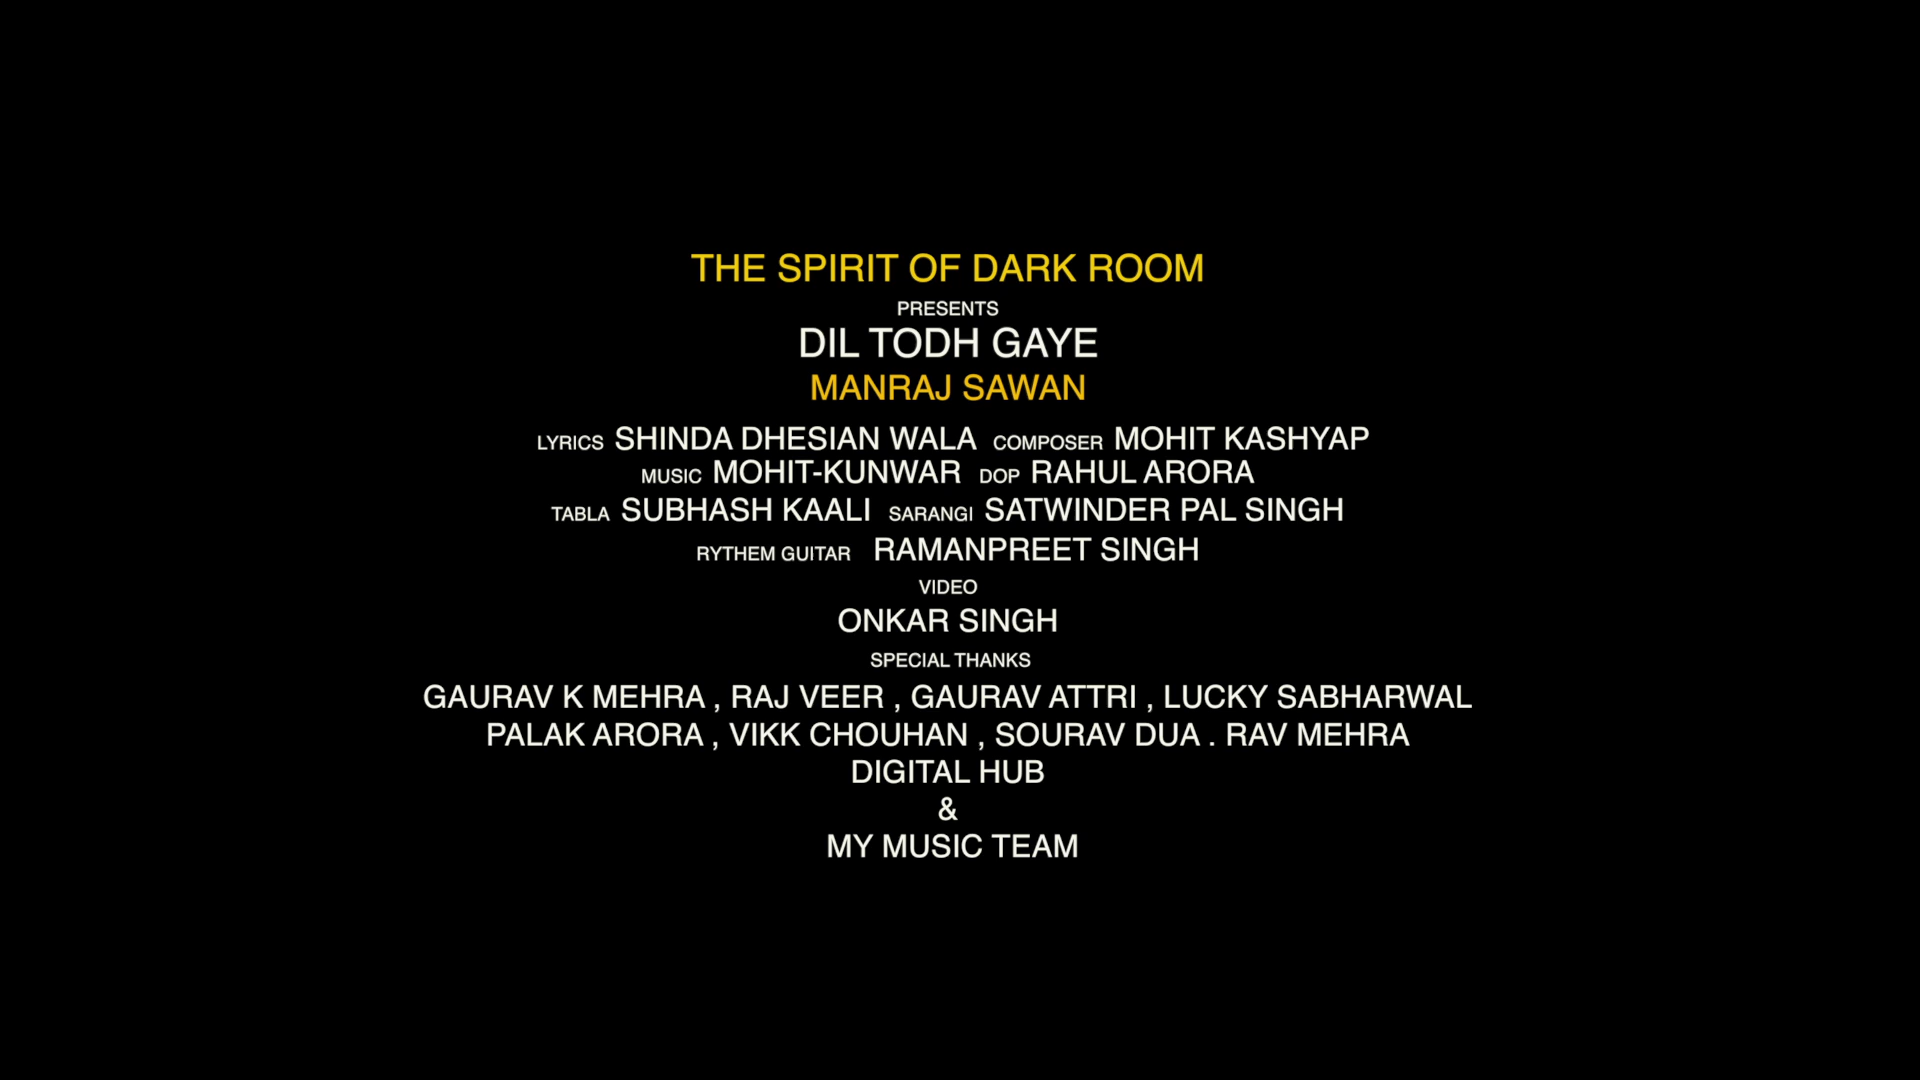 THE SPIRIT OF DARK ROOM
PRESENTS
DIL TODH GAYE
MANRAJ SAWAN
LYRICS SHINDA DHESIAN WALA COMPOSER MOHIT KASHYAP
MUSIC MOHIT-KUNWAR DOP RAHUL ARORA
TABLA SUBHASH KAALI SARANGI SATWINDER PAL SINGH
RYTHEM GUITAR RAMANPREET SINGH
VIDEO
ONKAR SINGH
SPECIAL THANKS
GAURAV K MEHRA , RAJ VEER , GAURAV ATTRI , LUCKY SABHARWAL
PALAK ARORA , VIKK CHOUHAN , SOURAV DUA . RAV MEHRA
DIGITAL HUB
&
MY MUSIC TEAM